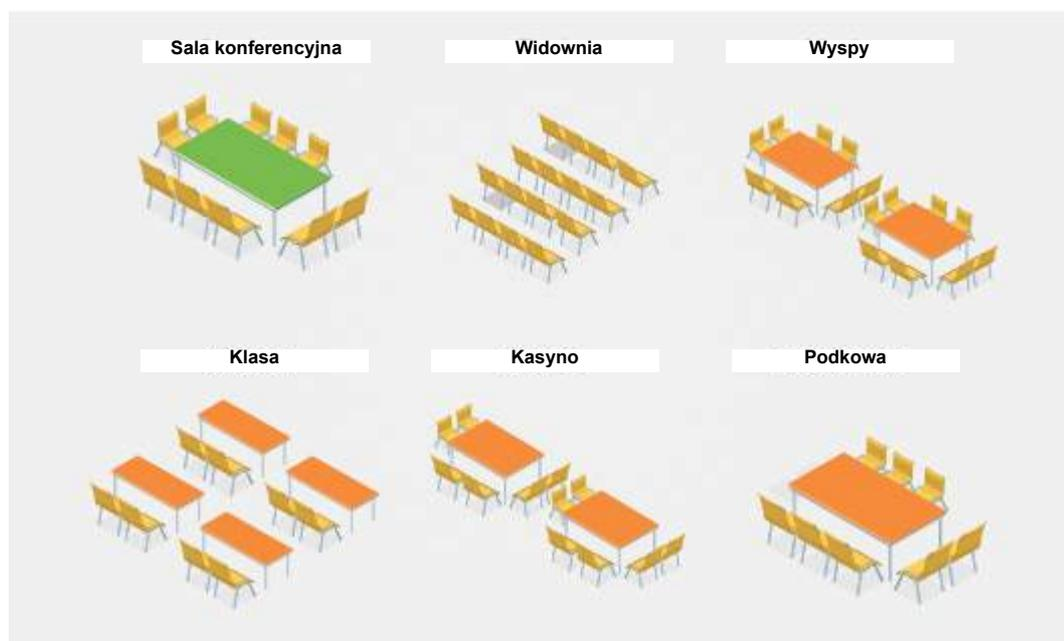 Sala konferencyjna
Widownia
Wyspy
Klasa
Kasyno
Podkowa